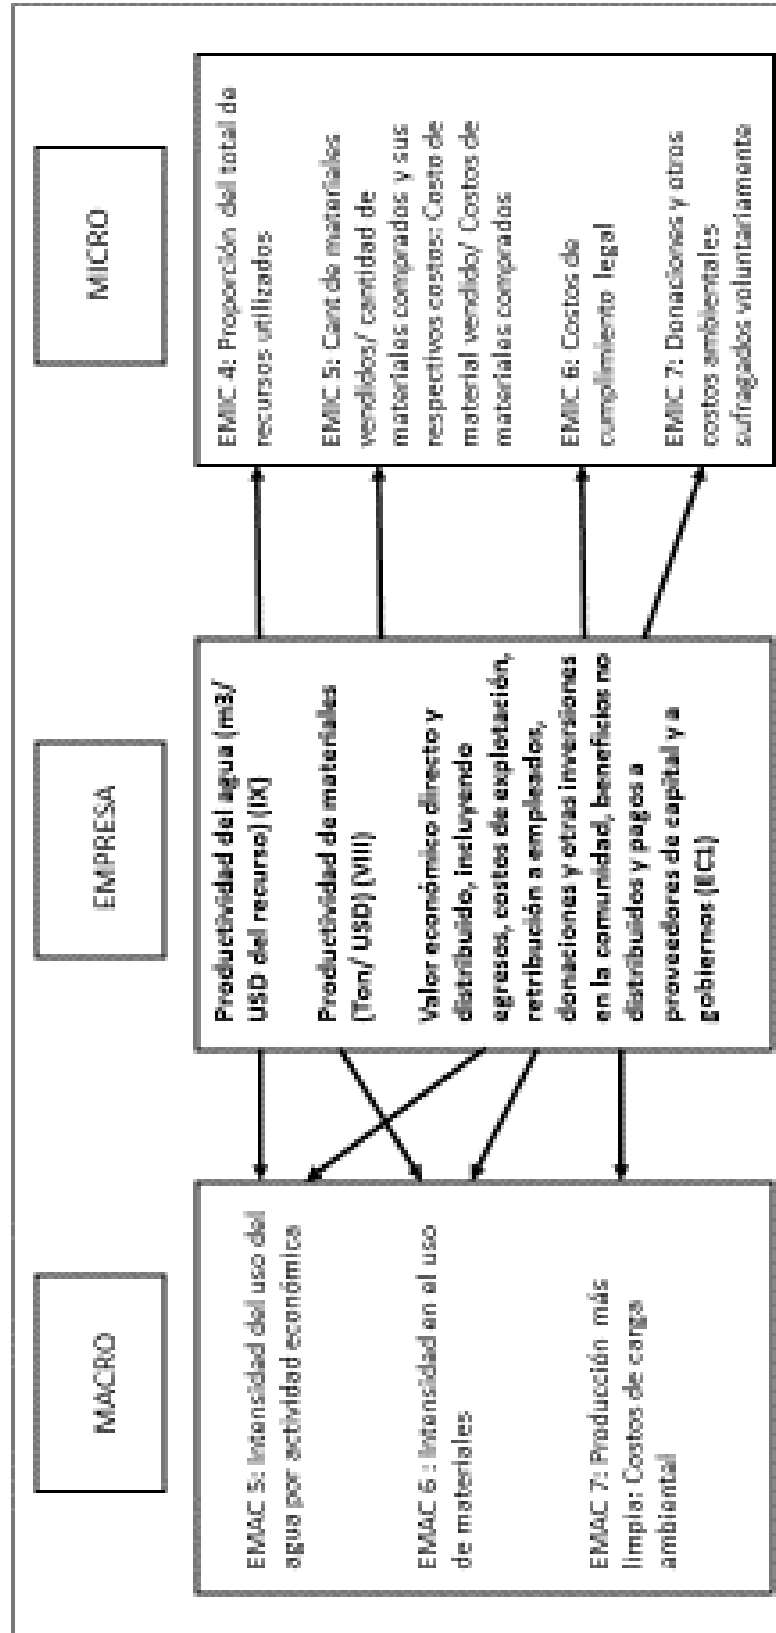 MACRO
EMAC 5: Intensidad del uso del
agua por actividad económica
EMAC 6 : Intensidad en el uso
de materiales
EMAC 7: Producción más
limpia: Costos de carga
ambiental
EMPRESA
Productividad del agua (m3/
USD del recurso) (IX)
Productividad de materiales
(Ton/ USD) (VIII)
Valor económico directo y
distribuido, incluyendo
egresos, costos de explotación,
retribución a empleados,
donaciones y otras inversiones
en la comunidad, beneficios no
distribuidos y pagos a
proveedores de capital y a
gobiernos (EC1)
MICRO
EMIC 4: Proporción del total de
recursos utilizados
EMIC 5: Cant de materiales
vendidos/ cantidad de
materiales comprados y sus
respectivos costos: Costo de
material vendido/ Costos de
materiales comprados
EMIC 6: Costos de
cumplimiento legal
EMIC 7: Donaciones y otros
costos ambientales
sufragados voluntariamente